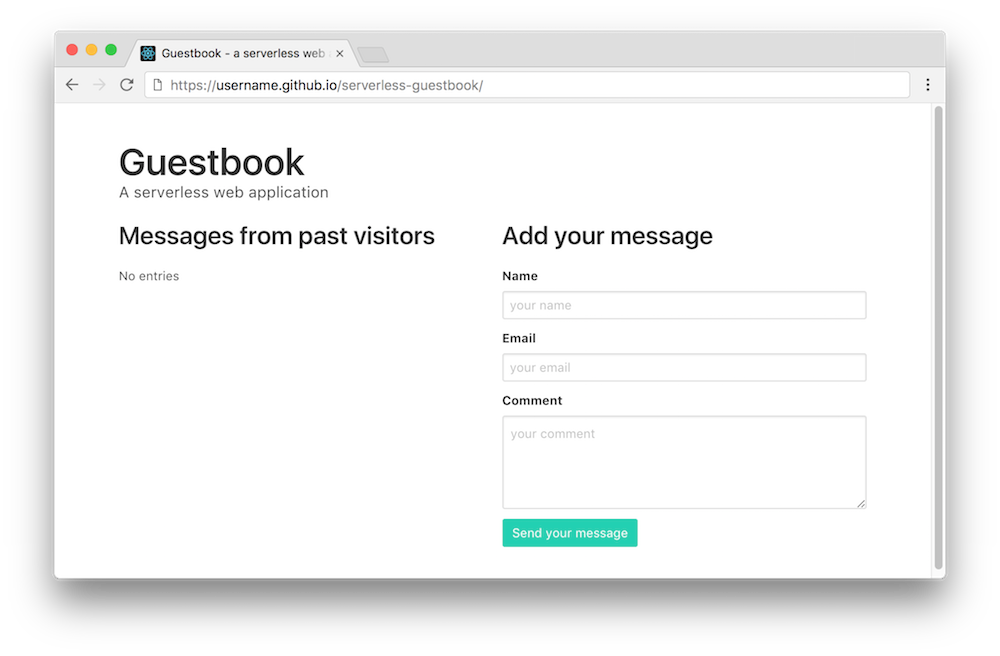 Guestbook - a serverless web
https://username.github.io/serverless-guestbook/
Guestbook
A serverless web application
Messages from past visitors
No entries
Add your message
Name
your name
Email
your email
Comment
your comment
Send your message